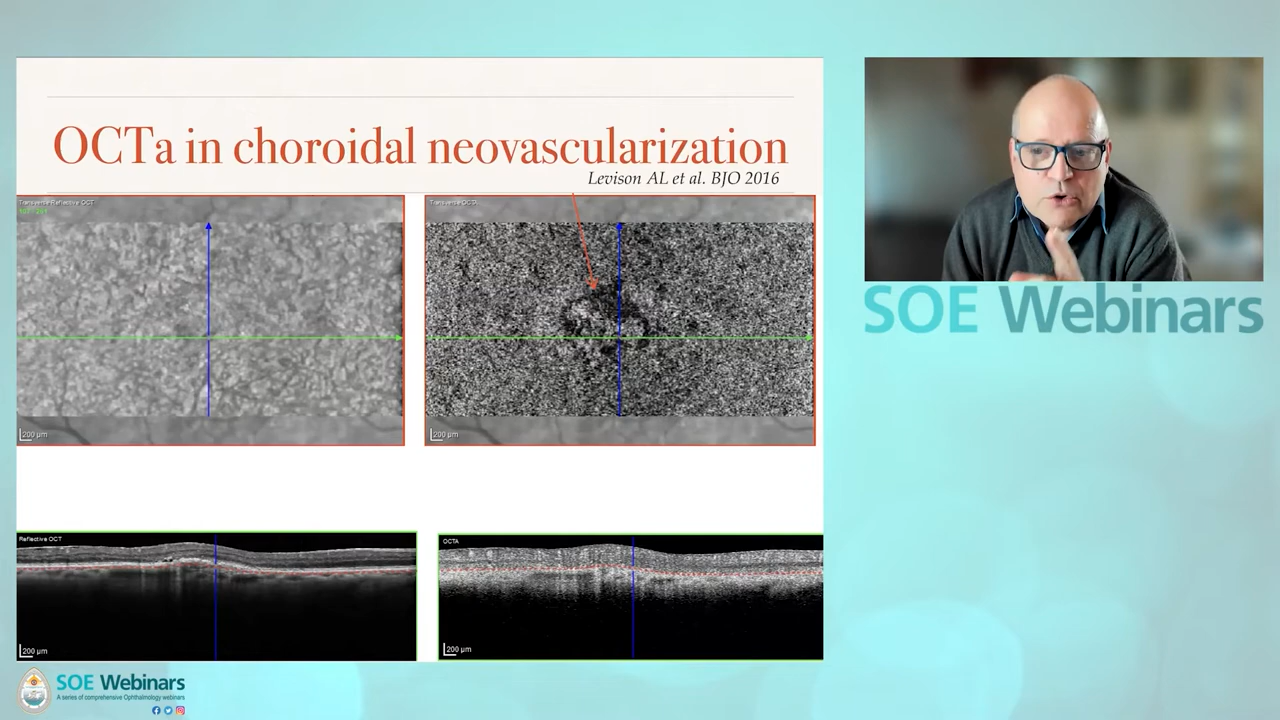 OCTa in choroidal neovascularization
Levison AL et al. BJO 2016
Transverse Reflective OCT
Transverse OCTA
200 µm
200 µm
Reflective OCT
OCTA
200 µm
200 µm
SOE Webinars
SOE Webinars
A series of comprehensive Ophthalmology webinars